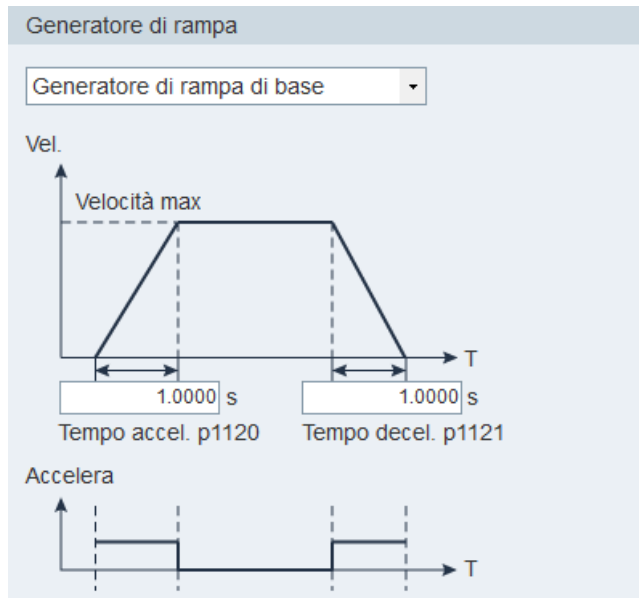 Generatore di rampa
Generatore di rampa di base
Vel.
Velocità max
T
1.0000 s
1.0000 s
Tempo accel. p1120
Tempo decel. p1121
Accelera
T